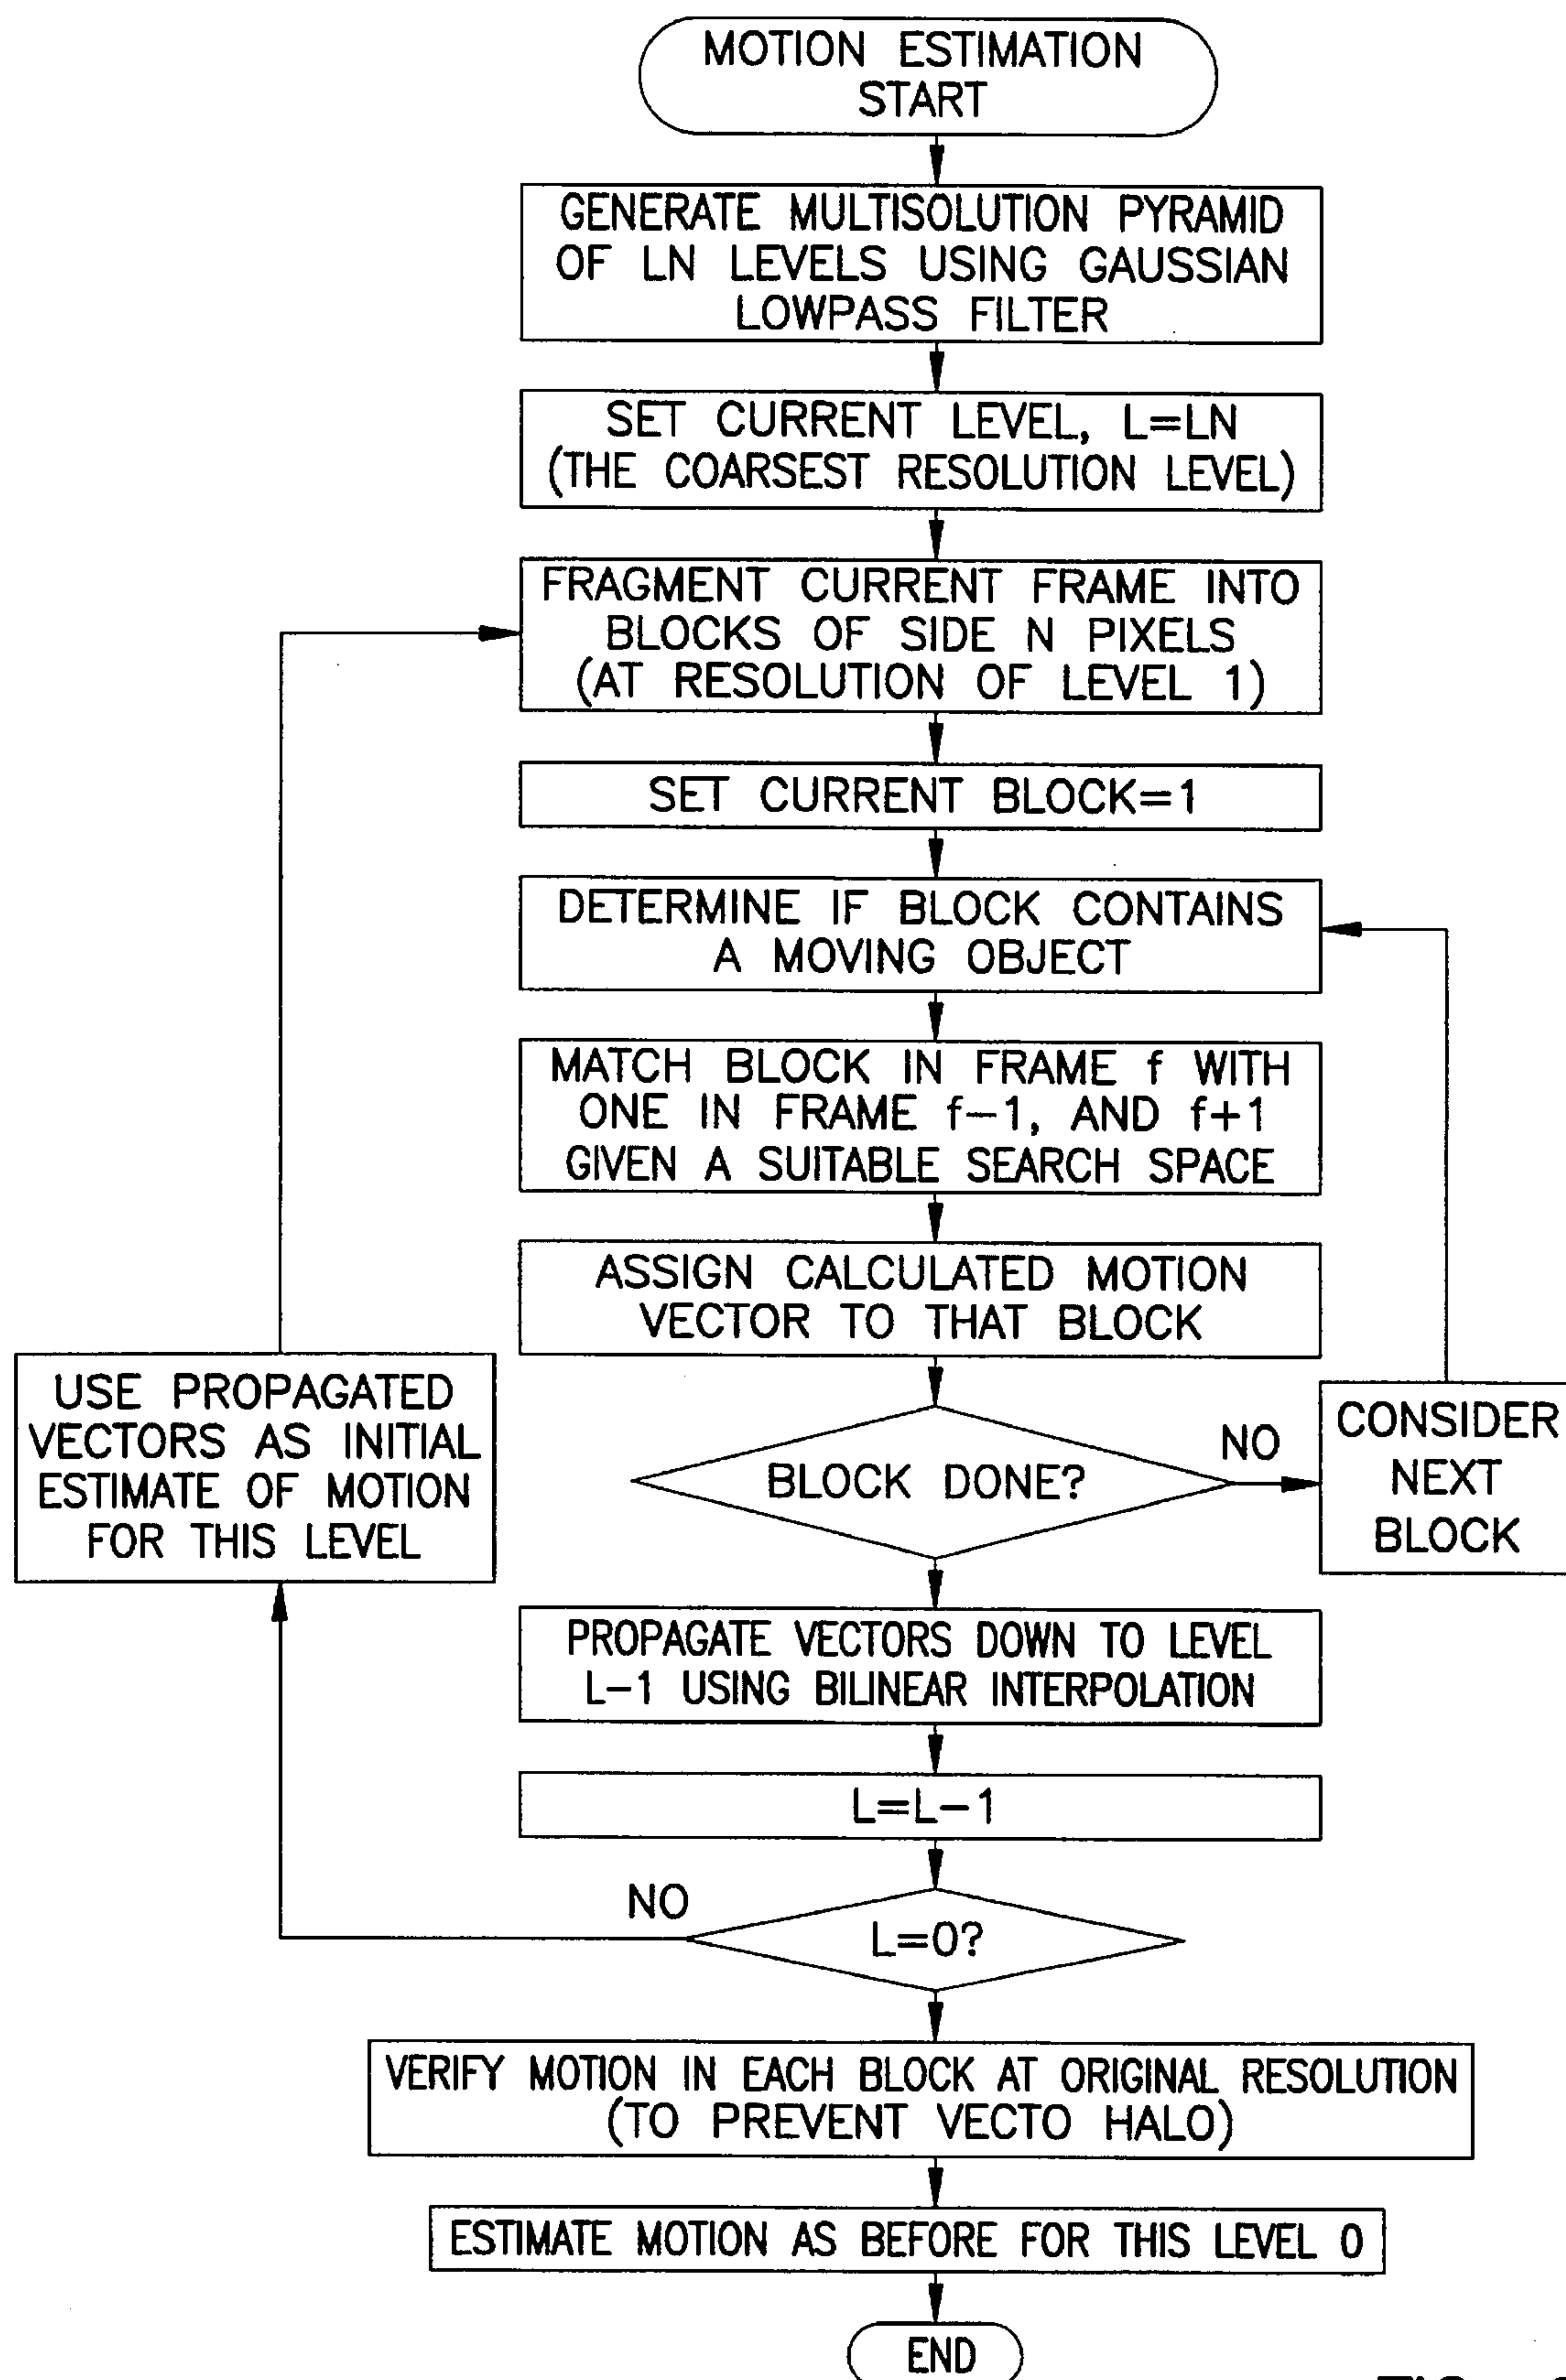 MOTION ESTIMATION
START
GENERATE MULTISOLUTION PYRAMID
OF LN LEVELS USING GAUSSIAN
LOWPASS FILTER
SET CURRENT LEVEL, L=LN
(THE COARSEST RESOLUTION LEVEL)
FRAGMENT CURRENT FRAME INTO
BLOCKS OF SIDE N PIXELS
(AT RESOLUTION OF LEVEL 1)
SET CURRENT BLOCK=1
DETERMINE IF BLOCK CONTAINS
A MOVING OBJECT
MATCH BLOCK IN FRAME f WITH
ONE IN FRAME f-1, AND f+1
GIVEN A SUITABLE SEARCH SPACE
ASSIGN CALCULATED MOTION
VECTOR TO THAT BLOCK
USE PROPAGATED
VECTORS AS INITIAL
ESTIMATE OF MOTION
FOR THIS LEVEL
BLOCK DONE?
NO
CONSIDER
NEXT
BLOCK
PROPAGATE VECTORS DOWN TO LEVEL
L-1 USING BILINEAR INTERPOLATION
L=L-1
NO
L=0?
VERIFY MOTION IN EACH BLOCK AT ORIGINAL RESOLUTION
(TO PREVENT VECTO HALO)
ESTIMATE MOTION AS BEFORE FOR THIS LEVEL 0
END